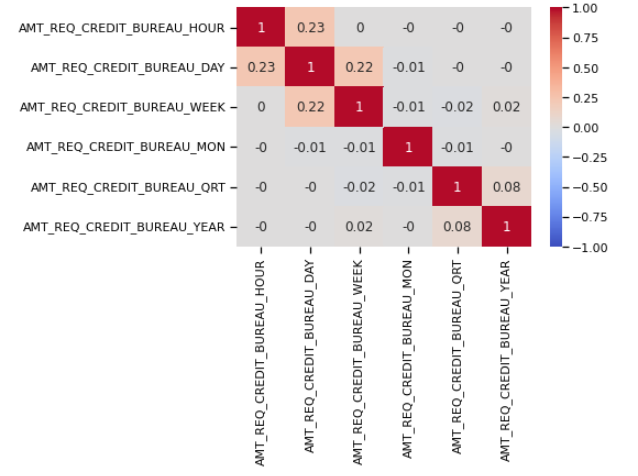 AMT_REQ_CREDIT_BUREAU_HOUR 1 0.23 0 -0 -0 -0
AMT_REQ_CREDIT_BUREAU_DAY 0.23 1 0.22 -0.01 -0 -0
AMT_REQ_CREDIT_BUREAU_WEEK 0 0.22 1 -0.01 -0.02 0.02
AMT_REQ_CREDIT_BUREAU_MON -0 -0.01 -0.01 1 -0.01 -0
AMT_REQ_CREDIT_BUREAU_QRT -0 -0 -0.02 -0.01 1 0.08
AMT_REQ_CREDIT_BUREAU_YEAR -0 -0 0.02 -0 0.08 1
AMT_REQ_CREDIT_BUREAU_HOUR
AMT_REQ_CREDIT_BUREAU_DAY
AMT_REQ_CREDIT_BUREAU_WEEK
AMT_REQ_CREDIT_BUREAU_MON
AMT_REQ_CREDIT_BUREAU_QRT
AMT_REQ_CREDIT_BUREAU_YEAR
1.00
0.75
0.50
0.25
0.00
-0.25
-0.50
-0.75
-1.00